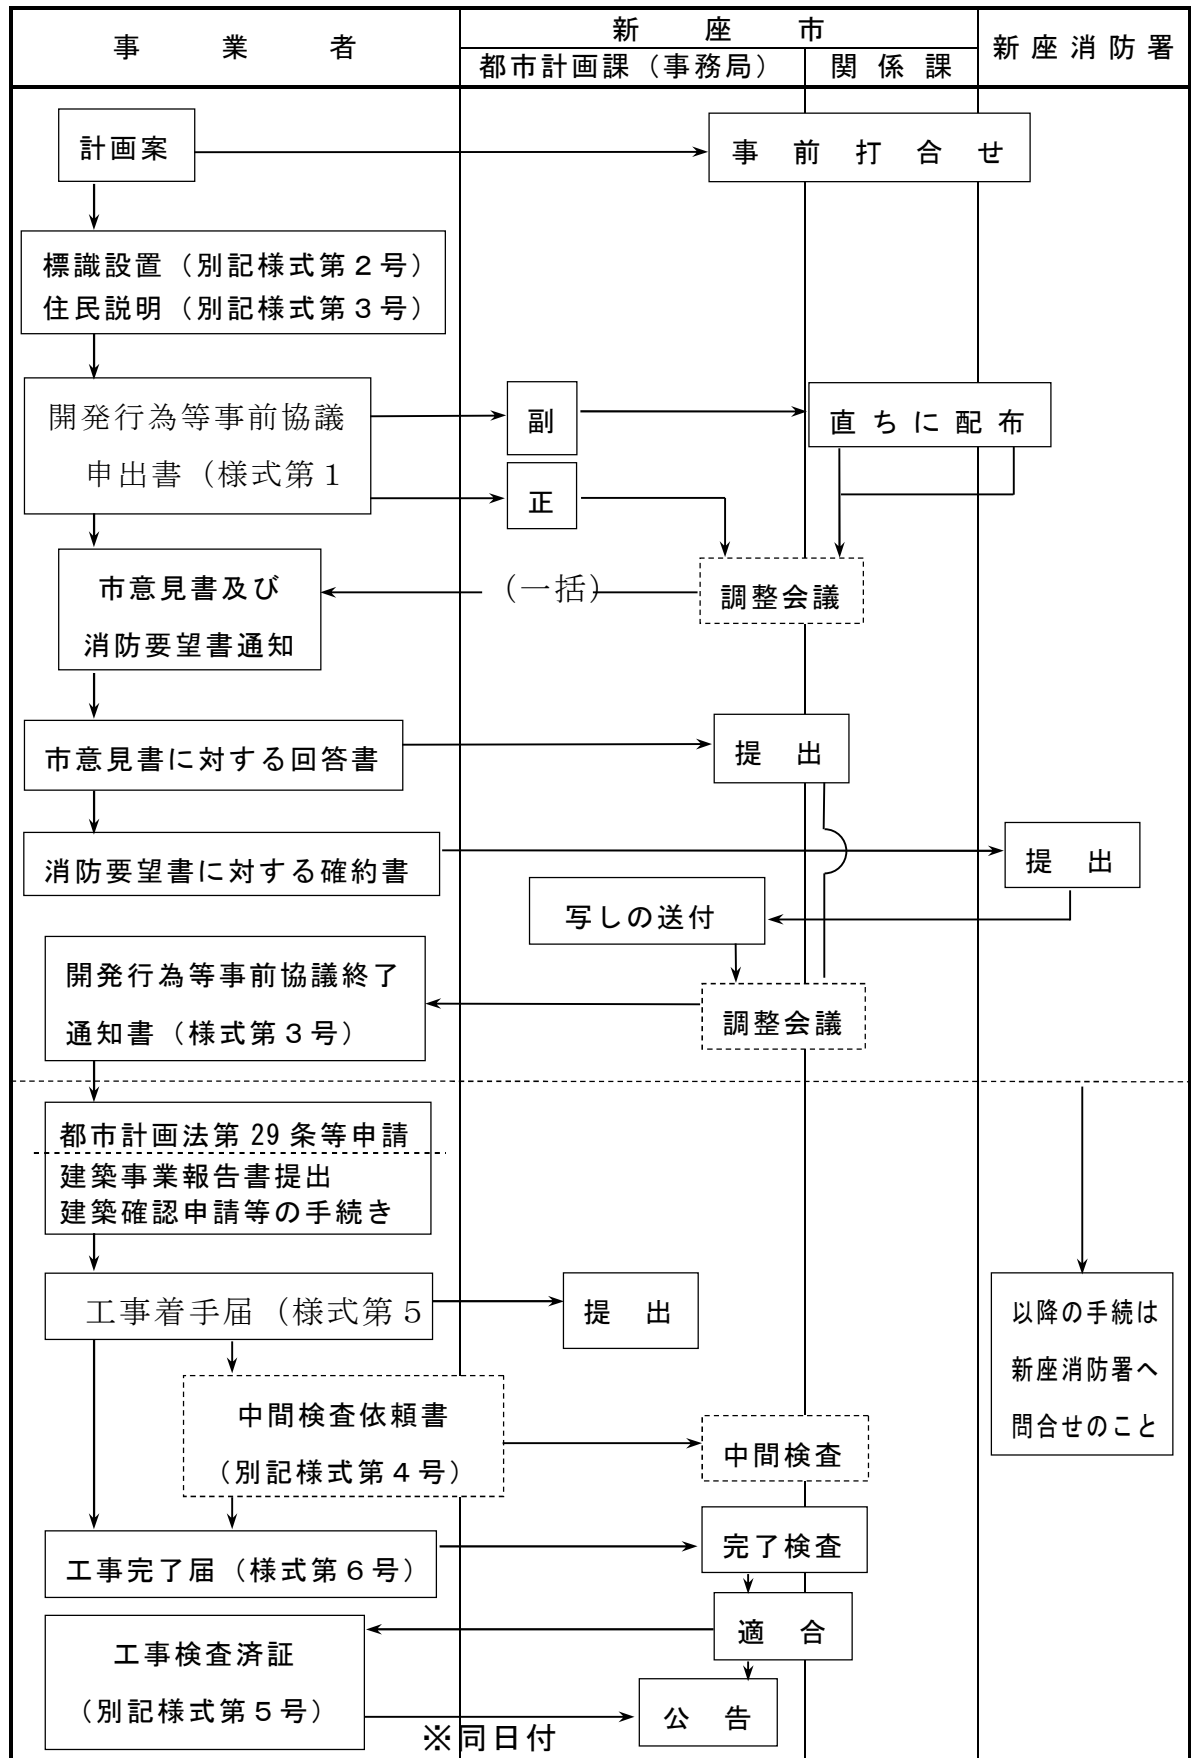 事業者
新座市
都市計画課（事務局）
関係課
新座消防署
計画案
事前打合せ
標識設置（別記様式第２号）
住民説明（別記様式第３号）
開発行為等事前協議
申出書（様式第１
副
直ちに配布
正
市意見書及び
消防要望書通知
（一括）
調整会議
市意見書に対する回答書
提出
消防要望書に対する確約書
提出
写しの送付
開発行為等事前協議終了
通知書（様式第３号）
調整会議
都市計画法第29条等申請
建築事業報告書提出
建築確認申請等の手続き
工事着手届（様式第５
提出
以降の手続は
新座消防署へ
問合せのこと
中間検査依頼書
（別記様式第４号）
中間検査
工事完了届（様式第６号）
完了検査
適合
工事検査済証
（別記様式第５号）
公告
※同日付